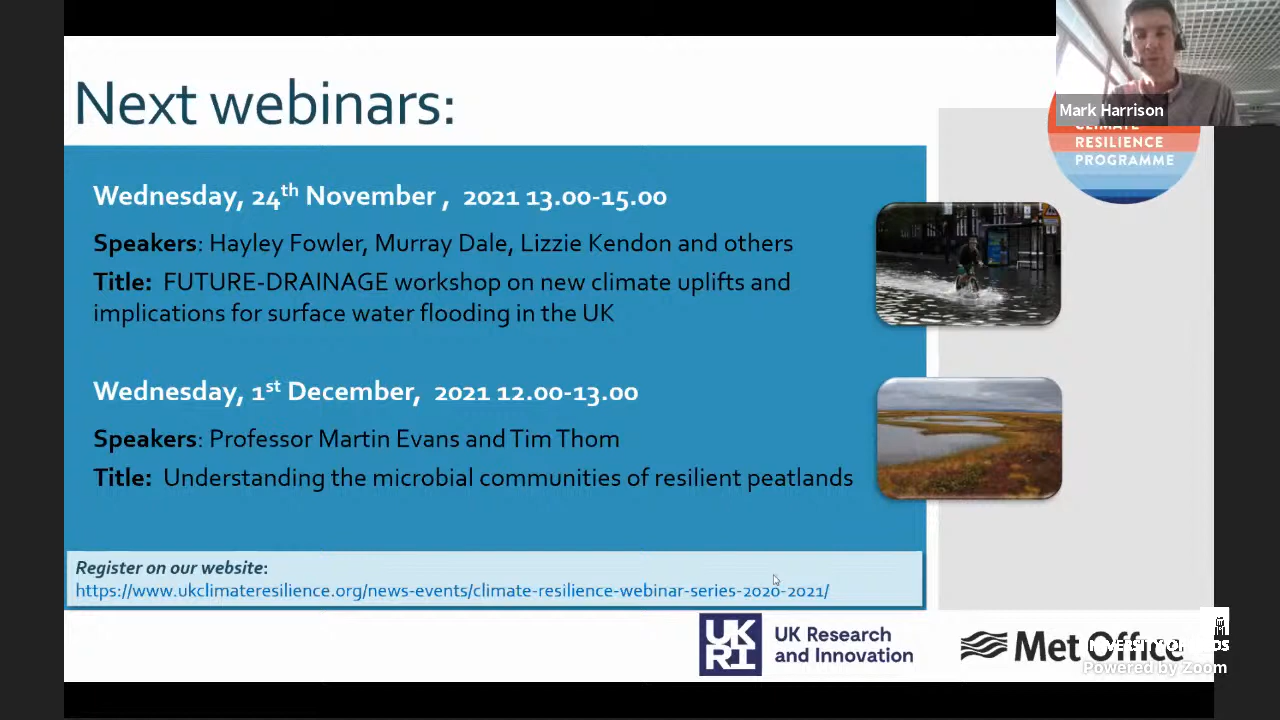 Next webinars:
Mark Harrison
CLIMATE
RESILIENCE
PROGRAMME
Wednesday, 24th November , 2021 13.00-15.00
Speakers: Hayley Fowler, Murray Dale, Lizzie Kendon and others
Title: FUTURE-DRAINAGE workshop on new climate uplifts and
implications for surface water flooding in the UK
Wednesday, 1st December, 2021 12.00-13.00
Speakers: Professor Martin Evans and Tim Thom
Title: Understanding the microbial communities of resilient peatlands
Register on our website:
https://www.ukclimateresilience.org/news-events/climate-resilience-webinar-series-2020-2021/
UK
RI
UK Research
and Innovation
Met Office
Powered by Zoom